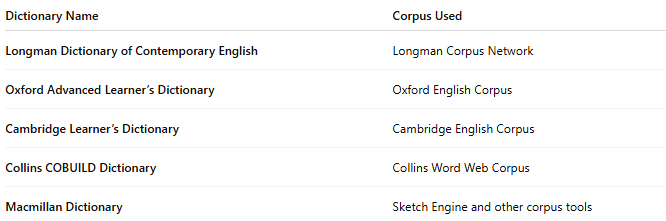 Dictionary Name Corpus Used
Longman Dictionary of Contemporary English Longman Corpus Network
Oxford Advanced Learner’s Dictionary Oxford English Corpus
Cambridge Learner’s Dictionary Cambridge English Corpus
Collins COBUILD Dictionary Collins Word Web Corpus
Macmillan Dictionary Sketch Engine and other corpus tools